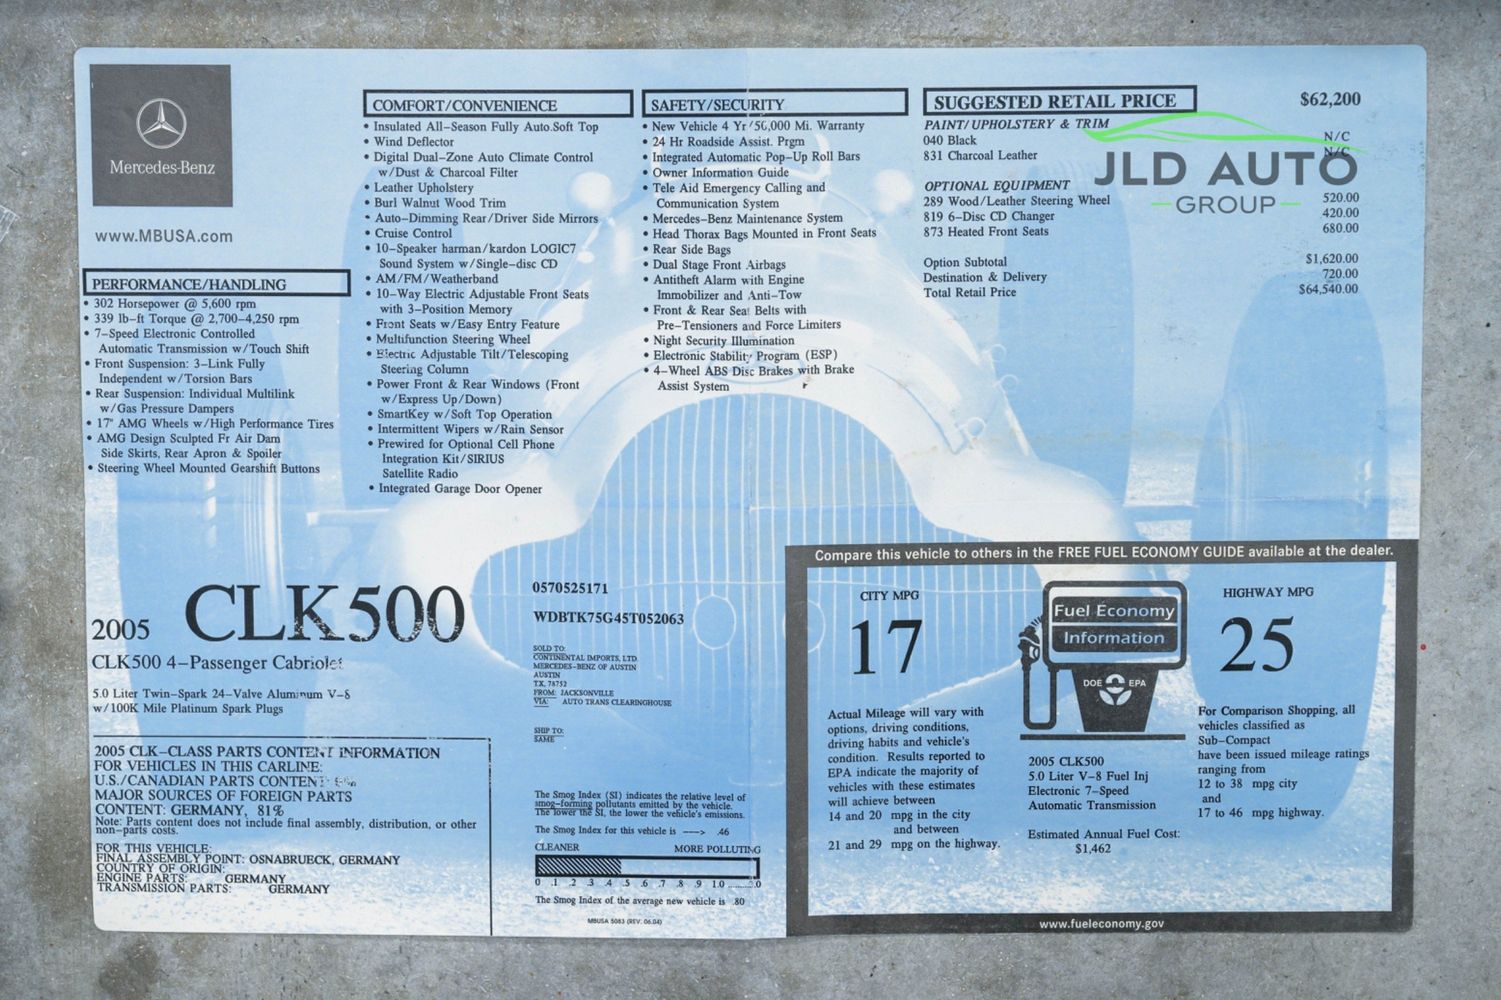 Mercedes-Benz
www.MBUSA.com
PERFORMANCE/HANDLING
• 302 Horsepower @ 5,600 rpm
• 339 lb-ft Torque @ 2,700-4,250 rpm
• 7-Speed Electronic Controlled
Automatic Transmission w/Touch Shift
• Front Suspension: 3-Link Fully
Independent w/Torsion Bars
• Rear Suspension: Individual Multilink
w/Gas Pressure Dampers
• 17" AMG Wheels w/High Performance Tires
• AMG Design Sculpted Fr Air Dam
Side Skirts, Rear Apron & Spoiler
• Steering Wheel Mounted Gearshift Buttons
COMFORT/CONVENIENCE
• Insulated All-Season Fully Auto.Soft Top
• Wind Deflector
• Digital Dual-Zone Auto Climate Control
w/Dust & Charcoal Filter
• Leather Upholstery
• Burl Walnut Wood Trim
• Auto-Dimming Rear/Driver Side Mirrors
• Cruise Control
• 10-Speaker harman/kardon LOGIC7
Sound System w/Single-disc CD
• AM/FM/Weatherband
• 10-Way Electric Adjustable Front Seats
with 3-Position Memory
• Front Seats w/Easy Entry Feature
• Multifunction Steering Wheel
• Electric Adjustable Tilt/Telescoping
Steering Column
• Power Front & Rear Windows (Front
w/Express Up/Down)
• SmartKey w/Soft Top Operation
• Intermittent Wipers w/Rain Sensor
• Prewired for Optional Cell Phone
Integration Kit/SIRIUS
Satellite Radio
• Integrated Garage Door Opener
SAFETY/SECURITY
• New Vehicle 4 Yr/50,000 Mi. Warranty
• 24 Hr Roadside Assist. Prgm
• Integrated Automatic Pop-Up Roll Bars
• Owner Information Guide
• Tele Aid Emergency Calling and
Communication System
• Mercedes-Benz Maintenance System
• Head Thorax Bags Mounted in Front Seats
• Rear Side Bags
• Dual Stage Front Airbags
• Antitheft Alarm with Engine
Immobilizer and Anti-Tow
• Front & Rear Seat Belts with
Pre-Tensioners and Force Limiters
• Night Security Illumination
• Electronic Stability Program (ESP)
• 4-Wheel ABS Disc Brakes with Brake
Assist System
SUGGESTED RETAIL PRICE $62,200
PAINT/UPHOLSTERY & TRIM
040 Black N/C
831 Charcoal Leather N/C
JLD AUTO
GROUP
OPTIONAL EQUIPMENT
289 Wood/Leather Steering Wheel 520.00
819 6-Disc CD Changer 420.00
873 Heated Front Seats 680.00
Option Subtotal $1,620.00
Destination & Delivery 720.00
Total Retail Price $64,540.00
2005 CLK500
CLK500 4-Passenger Cabriolet
5.0 Liter Twin-Spark 24-Valve Aluminum V-8
w/100K Mile Platinum Spark Plugs
2005 CLK-CLASS PARTS CONTENT INFORMATION
FOR VEHICLES IN THIS CARLINE:
U.S./CANADIAN PARTS CONTENT:
MAJOR SOURCES OF FOREIGN PARTS
CONTENT: GERMANY, 81%
Note: Parts content does not include final assembly, distribution, or other
non-parts costs.
FOR THIS VEHICLE:
FINAL ASSEMBLY POINT: OSNABRUECK, GERMANY
COUNTRY OF ORIGIN:
ENGINE PARTS: GERMANY
TRANSMISSION PARTS: GERMANY
0570525171
WDBTK75G45T052063
SOLD TO:
CONTINENTAL IMPORTS, LTD.
MERCEDES-BENZ OF AUSTIN
AUSTIN
TX, 78752
FROM: JACKSONVILLE
VIA: AUTO TRANS CLEARINGHOUSE
SHIP TO:
SAME
The Smog Index (SI) indicates the relative level of
smog-forming pollutants emitted by the vehicle.
The lower the SI, the lower the vehicle's emissions.
The Smog Index for this vehicle is ---> .46
CLEANER MORE POLLUTING
0 .1 .2 .3 .4 .5 .6 .7 .8 .9 1.0 ..........2.0
The Smog Index of the average new vehicle is .80
MBUSA 5083 (REV. 06.04)
Compare this vehicle to others in the FREE FUEL ECONOMY GUIDE available at the dealer.
CITY MPG
17
Fuel Economy
Information
DOE EPA
HIGHWAY MPG
25
Actual Mileage will vary with
options, driving conditions,
driving habits and vehicle's
condition. Results reported to
EPA indicate the majority of
vehicles with these estimates
will achieve between
14 and 20 mpg in the city
and between
21 and 29 mpg on the highway.
2005 CLK500
5.0 Liter V-8 Fuel Inj
Electronic 7-Speed
Automatic Transmission
Estimated Annual Fuel Cost:
$1,462
For Comparison Shopping, all
vehicles classified as
Sub-Compact
have been issued mileage ratings
ranging from
12 to 38 mpg city
and
17 to 46 mpg highway.
www.fueleconomy.gov